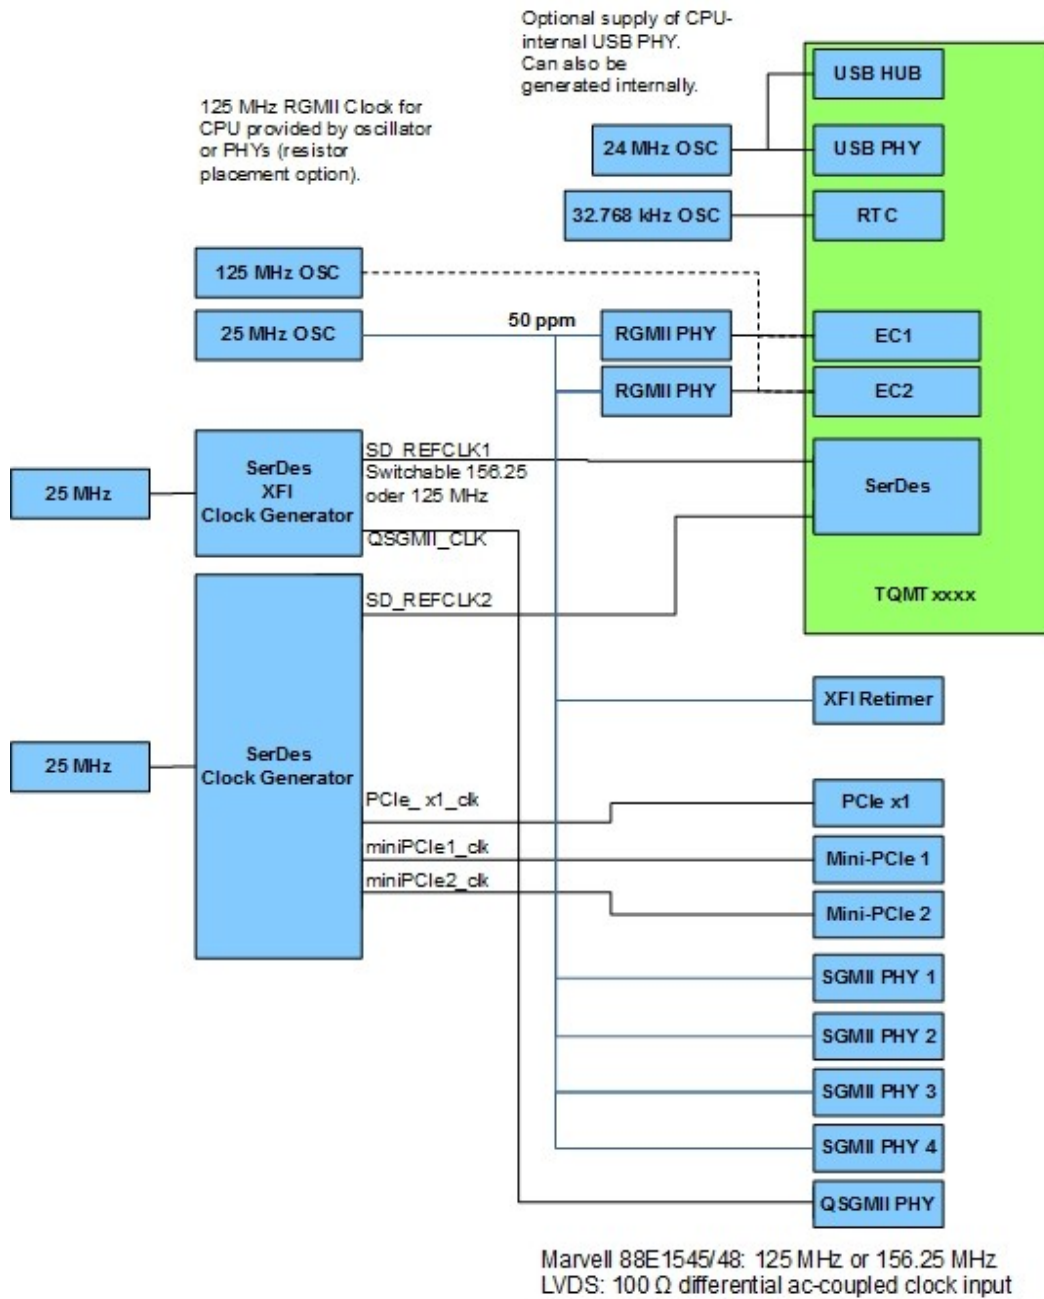 Optional supply of CPU-
internal USB PHY.
Can also be
generated internally.
125 MHz RGMII Clock for
CPU provided by oscillator
or PHYs (resistor
placement option).
USB HUB
24 MHz OSC
USB PHY
32.768 kHz OSC
RTC
125 MHz OSC
25 MHz OSC
50 ppm
RGMII PHY
EC1
RGMII PHY
EC2
25 MHz
SerDes
XFI
Clock Generator
SD_REFCLK1
Switchable 156.25
oder 125 MHz
QSGMII_CLK
SerDes
SD_REFCLK2
TQMTxxxx
XFI Retimer
25 MHz
SerDes
Clock Generator
PCIe_ x1_clk
PCIe x1
miniPCIe1_clk
Mini-PCIe 1
miniPCIe2_clk
Mini-PCIe 2
SGMII PHY 1
SGMII PHY 2
SGMII PHY 3
SGMII PHY 4
QSGMII PHY
Marvell 88E1545/48: 125 MHz or 156.25 MHz
LVDS: 100 Ω differential ac-coupled clock input